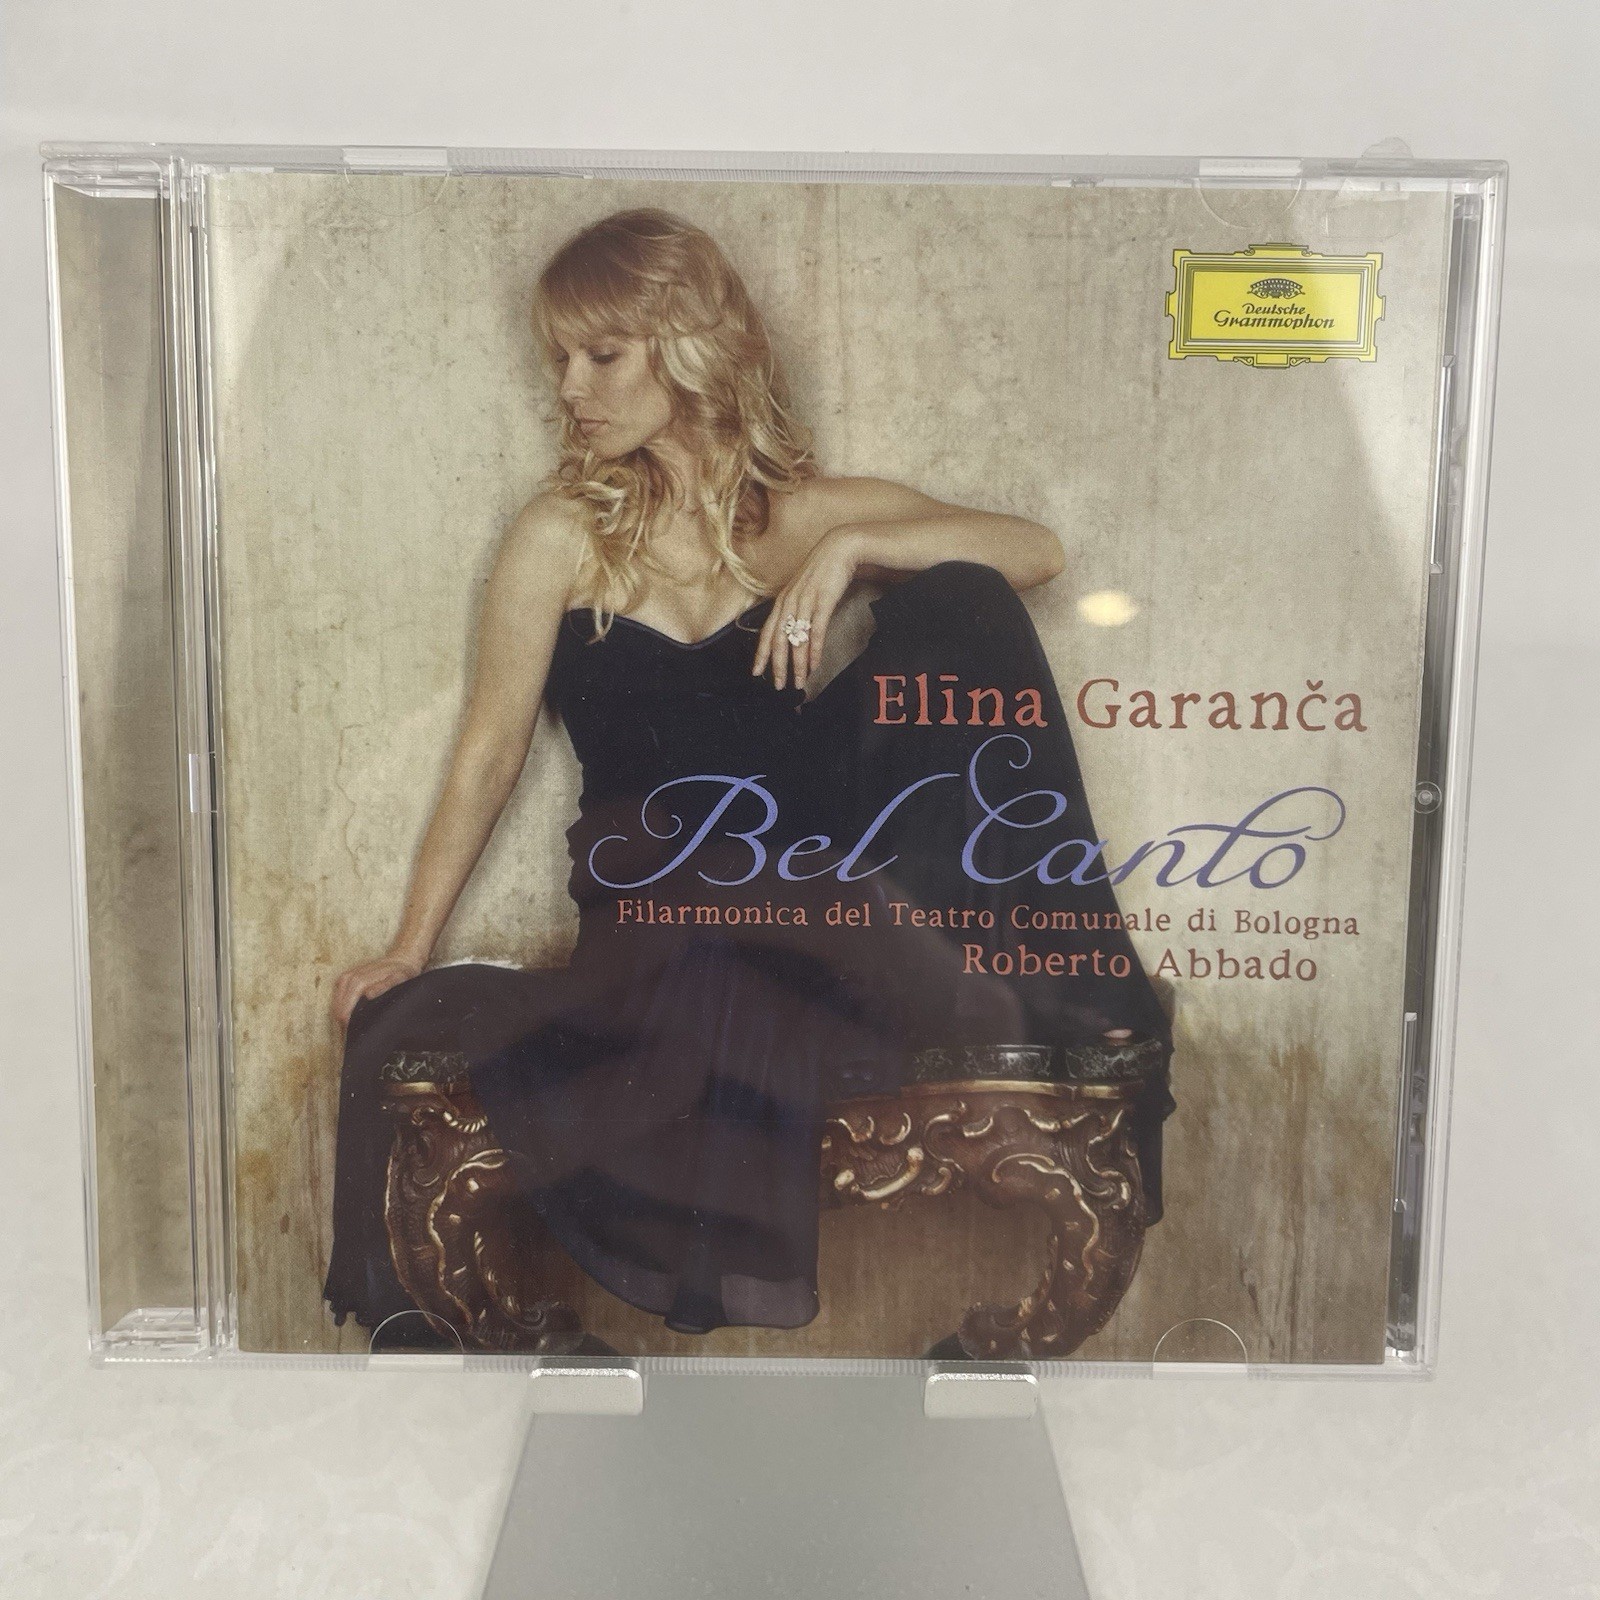 Deutsche
Grammophon
Elīna Garanča
Bel Canto
Filarmonica del Teatro Comunale di Bologna
Roberto Abbado